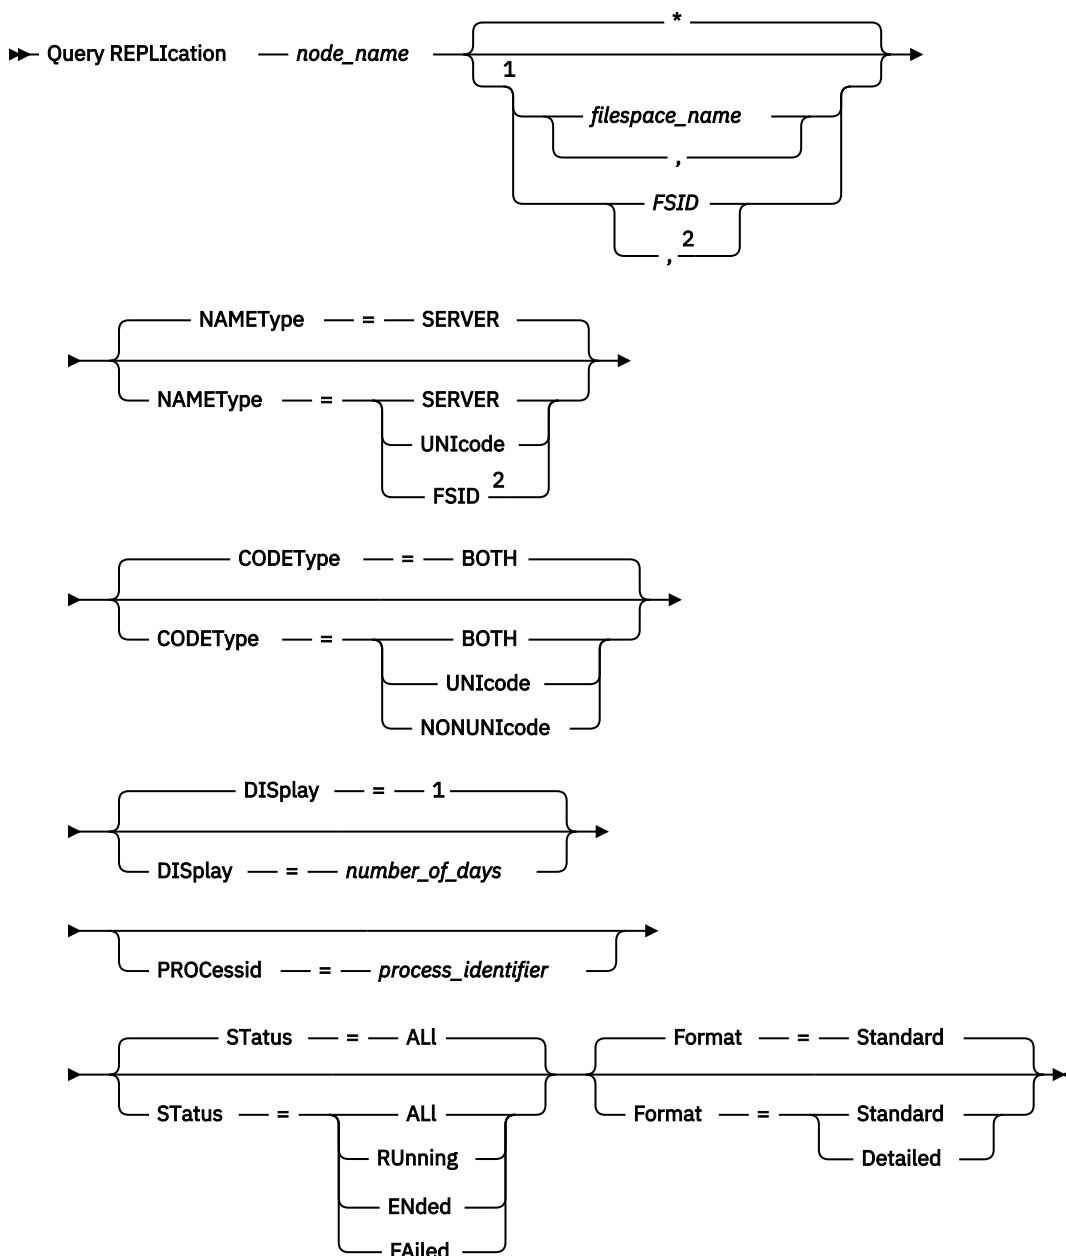 Query REPLIcation node_name
*
1
filespace_name
,
FSID
, 2
NAMEType = SERVER
NAMEType = SERVER
UNIcode
FSID 2
CODEType = BOTH
CODEType = BOTH
UNIcode
NONUNIcode
DISplay = 1
DISplay = number_of_days
PROCessid = process_identifier
STatus = ALl Format = Standard
STatus = ALl Format = Standard
RUnning Detailed
ENded
FAiled